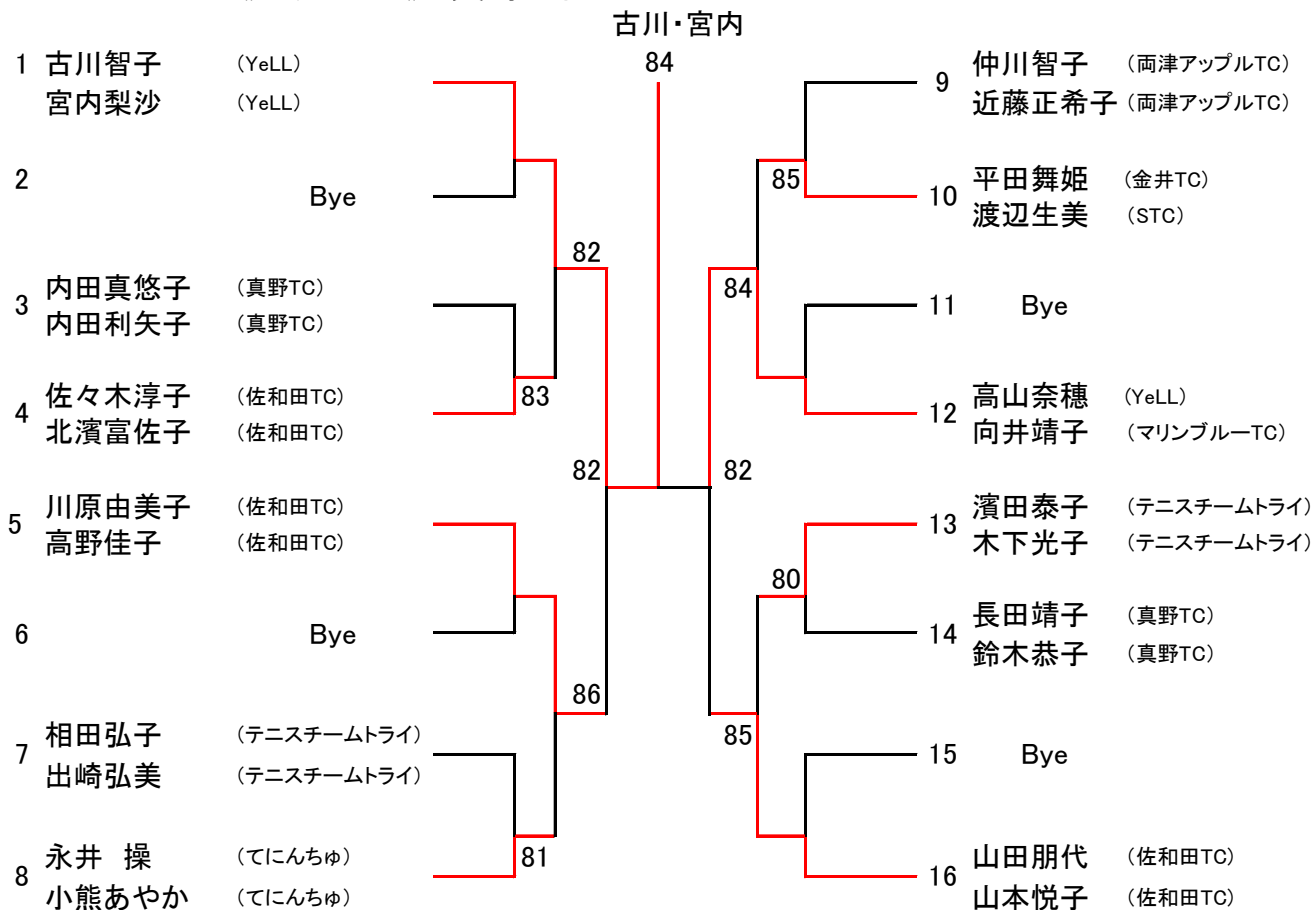 古川・宮内
84
1 古川智子 (YeLL)
宮内梨沙 (YeLL)
2 Bye
82
3 内田真悠子 (真野TC)
内田利矢子 (真野TC)
83
4 佐々木淳子 (佐和田TC)
北濱富佐子 (佐和田TC)
82
5 川原由美子 (佐和田TC)
高野佳子 (佐和田TC)
6 Bye
86
7 相田弘子 (テニスチームトライ)
出崎弘美 (テニスチームトライ)
81
8 永井 操 (てにんちゅ)
小熊あやか (てにんちゅ)
9 仲川智子 (両津アップルTC)
近藤正希子 (両津アップルTC)
85
10 平田舞姫 (金井TC)
渡辺生美 (STC)
84
11 Bye
12 高山奈穂 (YeLL)
向井靖子 (マリンブルーTC)
82
13 濱田泰子 (テニスチームトライ)
木下光子 (テニスチームトライ)
80
14 長田靖子 (真野TC)
鈴木恭子 (真野TC)
85
15 Bye
16 山田朋代 (佐和田TC)
山本悦子 (佐和田TC)